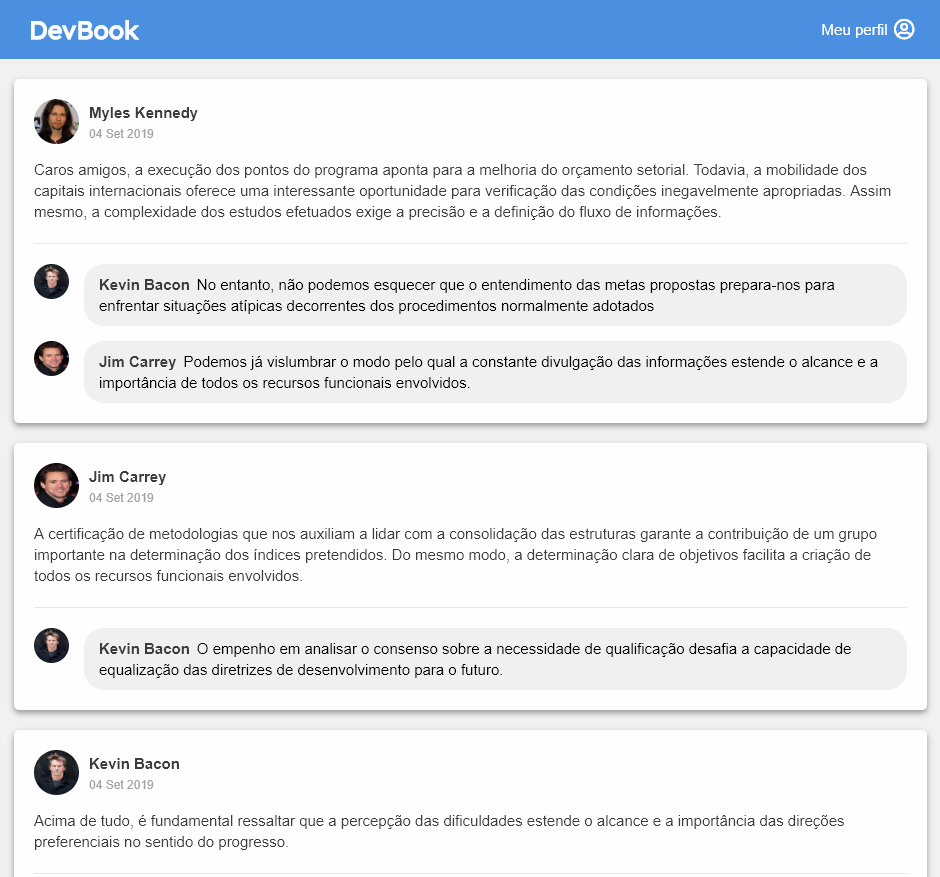 DevBook
Meu perfil
Myles Kennedy
04 Set 2019
Caros amigos, a execução dos pontos do programa aponta para a melhoria do orçamento setorial. Todavia, a mobilidade dos
capitais internacionais oferece uma interessante oportunidade para verificação das condições inegavelmente apropriadas. Assim
mesmo, a complexidade dos estudos efetuados exige a precisão e a definição do fluxo de informações.
Kevin Bacon No entanto, não podemos esquecer que o entendimento das metas propostas prepara-nos para
enfrentar situações atípicas decorrentes dos procedimentos normalmente adotados
Jim Carrey Podemos já vislumbrar o modo pelo qual a constante divulgação das informações estende o alcance e a
importância de todos os recursos funcionais envolvidos.
Jim Carrey
04 Set 2019
A certificação de metodologias que nos auxiliam a lidar com a consolidação das estruturas garante a contribuição de um grupo
importante na determinação dos índices pretendidos. Do mesmo modo, a determinação clara de objetivos facilita a criação de
todos os recursos funcionais envolvidos.
Kevin Bacon O empenho em analisar o consenso sobre a necessidade de qualificação desafia a capacidade de
equalização das diretrizes de desenvolvimento para o futuro.
Kevin Bacon
04 Set 2019
Acima de tudo, é fundamental ressaltar que a percepção das dificuldades estende o alcance e a importância das direções
preferenciais no sentido do progresso.